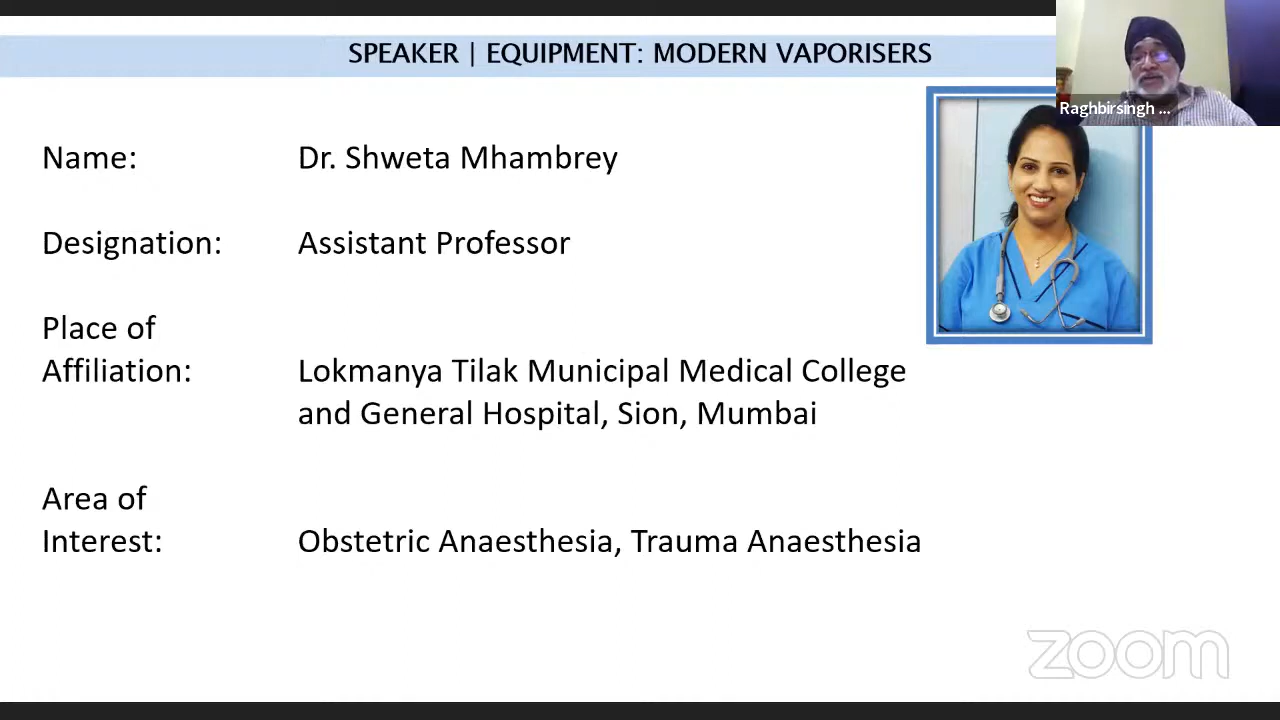 SPEAKER | EQUIPMENT: MODERN VAPORISERS
Raghbirsingh ...
Name: Dr. Shweta Mhambrey
Designation: Assistant Professor
Place of
Affiliation: Lokmanya Tilak Municipal Medical College
and General Hospital, Sion, Mumbai
Area of
Interest: Obstetric Anaesthesia, Trauma Anaesthesia
zoom